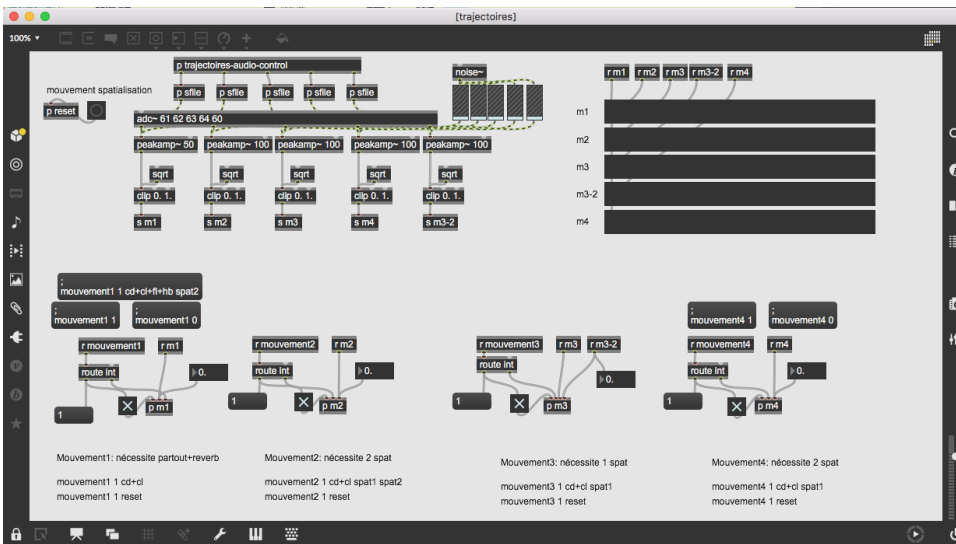 [trajectoires]
100%
p trajectoires-audio-control
noise~
r m1 r m2 r m3 r m3-2 r m4
mouvement spatialisation
p sfile p sfile p sfile p sfile p sfile
p reset
adc~ 61 62 63 64 60
m1
peakamp~ 50 peakamp~ 100 peakamp~ 100 peakamp~ 100 peakamp~ 100
m2
sqrt sqrt sqrt sqrt sqrt
m3
clip 0. 1. clip 0. 1. clip 0. 1. clip 0. 1. clip 0. 1.
m3-2
s m1 s m2 s m3 s m4 s m3-2
m4
;
mouvement1 1 cd+cl+fl+hb spat2
;
mouvement1 1
;
mouvement1 0
;
mouvement4 1
;
mouvement4 0
r mouvement1 r m1
r mouvement2 r m2
r mouvement3 r m3 r m3-2
r mouvement4 r m4
route int 0.
route int 0.
route int 0.
route int 0.
1 p m1
1 p m2
1 p m3
1 p m4
Mouvement1: nécessite partout+reverb
mouvement1 1 cd+cl
mouvement1 1 reset
Mouvement2: nécessite 2 spat
mouvement2 1 cd+cl spat1 spat2
mouvement2 1 reset
Mouvement3: nécessite 1 spat
mouvement3 1 cd+cl spat1
mouvement3 1 reset
Mouvement4: nécessite 2 spat
mouvement4 1 cd+cl spat1
mouvement4 1 reset